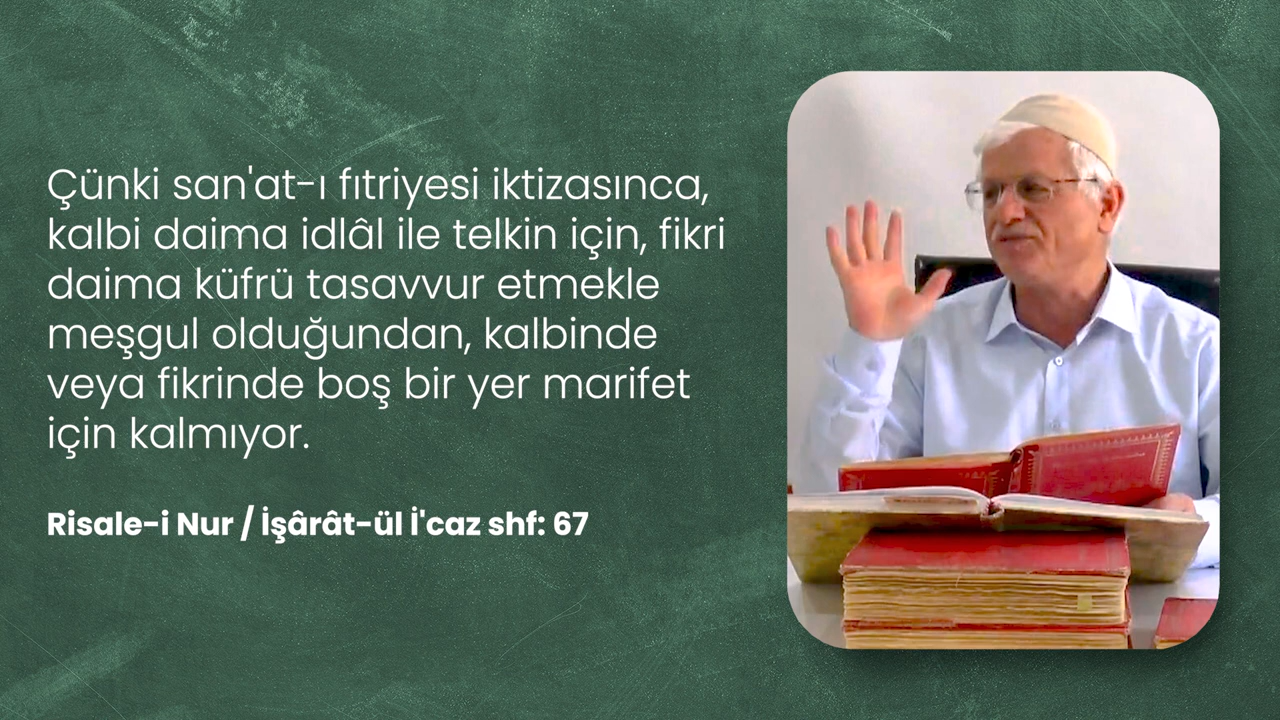 Çünki san'at-ı fıtriyesi iktizasınca,
kalbi daima idlâl ile telkin için, fikri
daima küfrü tasavvur etmekle
meşgul olduğundan, kalbinde
veya fikrinde boş bir yer marifet
için kalmıyor.
Risale-i Nur / İşârât-ül İ'caz shf: 67